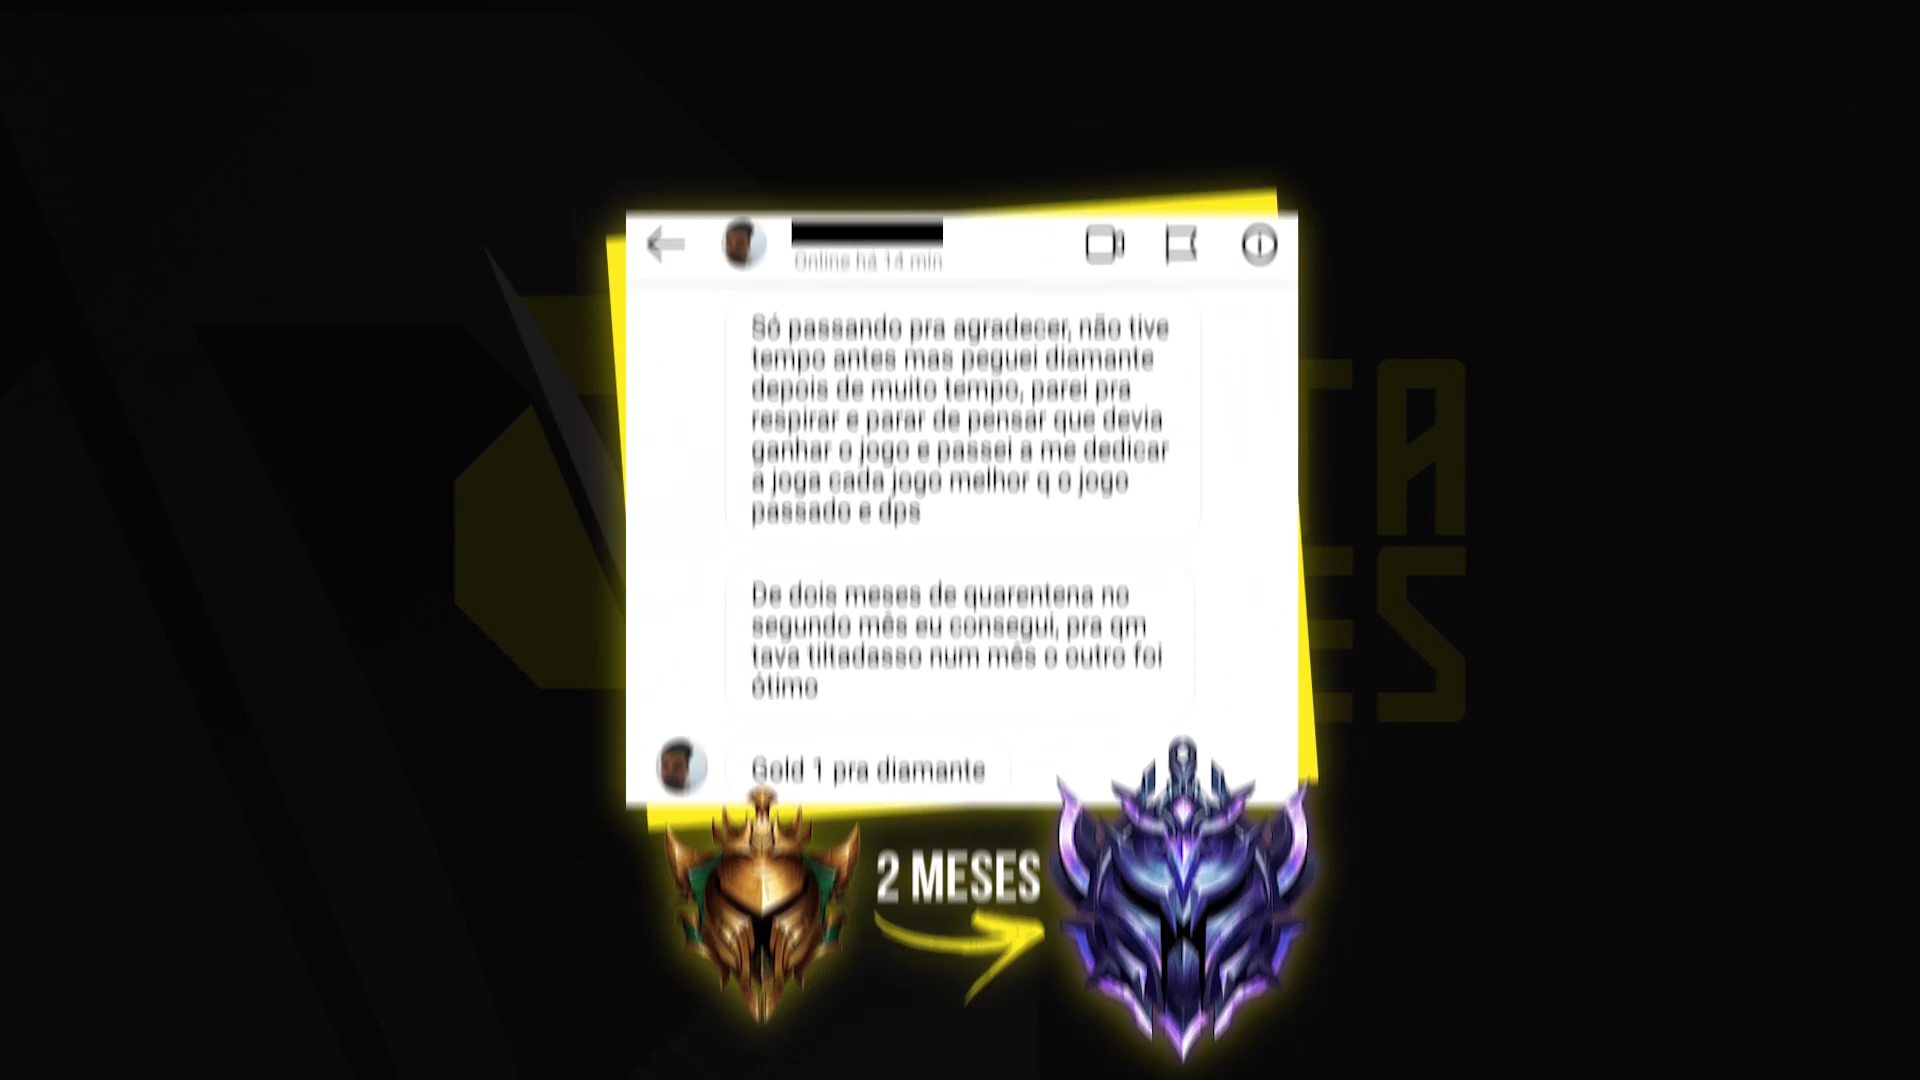 Online há 14 min
Só passando pra agradecer, não tive
tempo antes mas peguei diamante
depois de muito tempo, parei pra
respirar e parar de pensar que devia
ganhar o jogo e passei a me dedicar
a joga cada jogo melhor q o jogo
passado e dps
De dois meses de quarentena no
segundo mês eu consegui, pra qm
tava tiltadasso num mês o outro foi
ótimo
Gold 1 pra diamante
2 MESES